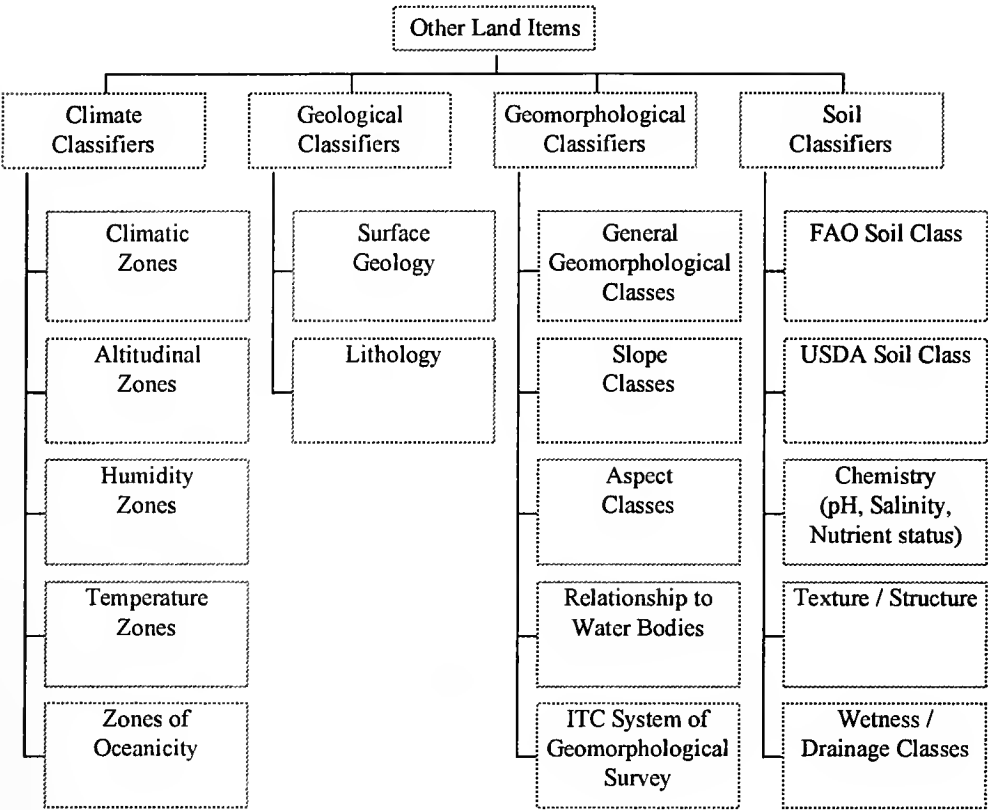 Other Land Items
Climate
Classifiers
Geological
Classifiers
Geomorphological
Classifiers
Soil
Classifiers
Climatic
Zones
Altitudinal
Zones
Humidity
Zones
Temperature
Zones
Zones of
Oceanicity
Surface
Geology
Lithology
General
Geomorphological
Classes
Slope
Classes
Aspect
Classes
Relationship to
Water Bodies
ITC System of
Geomorphological
Survey
FAO Soil Class
USDA Soil Class
Chemistry
(pH, Salinity,
Nutrient status)
Texture / Structure
Wetness /
Drainage Classes